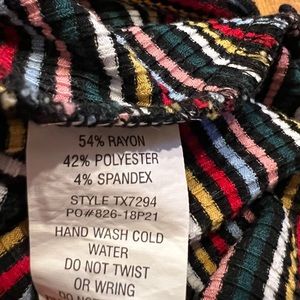 54% RAYON
42% POLYESTER
4% SPANDEX
STYLE TX7294
PO#826-18P21
HAND WASH COLD
WATER
DO NOT TWIST
OR WRING